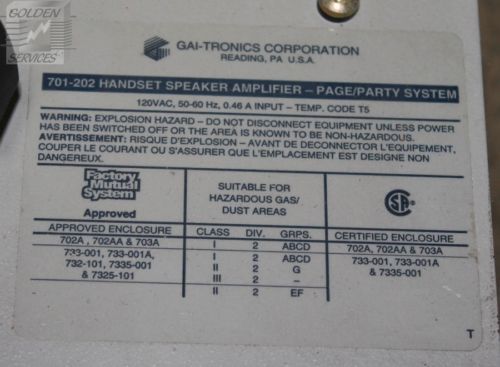 GOLDEN
SERVICES
GAI-TRONICS CORPORATION
READING, PA U.S.A.
701-202 HANDSET SPEAKER AMPLIFIER – PAGE/PARTY SYSTEM
120VAC, 50-60 Hz, 0.46 A INPUT – TEMP. CODE T5
WARNING: EXPLOSION HAZARD – DO NOT DISCONNECT EQUIPMENT UNLESS POWER
HAS BEEN SWITCHED OFF OR THE AREA IS KNOWN TO BE NON-HAZARDOUS.
AVERTISSEMENT: RISQUE D'EXPLOSION – AVANT DE DECONNECTOR L'EQUIPEMENT,
COUPER LE COURANT OU S'ASSURER QUE L'EMPLACEMENT EST DESIGNE NON
DANGEREUX.
Factory Mutual System
Approved
SUITABLE FOR
HAZARDOUS GAS/
DUST AREAS
SA
APPROVED ENCLOSURE CLASS DIV. GRPS. CERTIFIED ENCLOSURE
702A, 702AA & 703A I 2 ABCD 702A, 702AA & 703A
733-001, 733-001A, I 2 ABCD 733-001, 733-001A
732-101, 7335-001 II 2 G & 7335-001
& 7325-101 III 2 –
II 2 EF
T